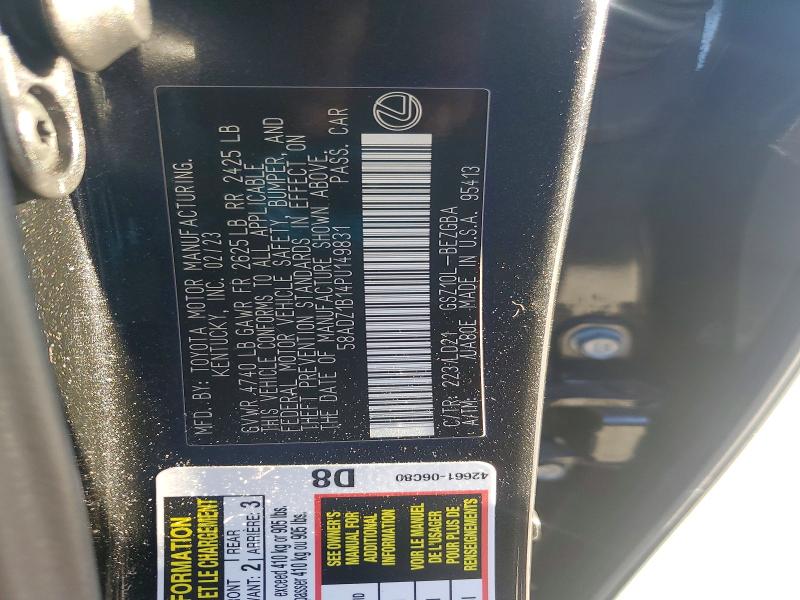 MFD. BY: TOYOTA MOTOR MANUFACTURING.
KENTUCKY, INC. 02/23
GVWR 4740 LB GAWR FR 2625 LB RR 2425 LB
THIS VEHICLE CONFORMS TO ALL APPLICABLE
FEDERAL MOTOR VEHICLE SAFETY, BUMPER, AND
THEFT PREVENTION STANDARDS IN EFFECT ON
THE DATE OF MANUFACTURE SHOWN ABOVE.
58ADZ1B14PU149831 PASS. CAR
C/TR: 223/LD21 GSZ10L-BEZGBA
A/TM: /UA80E MADE IN U.S.A. 95413
D8
42661-06C80
FORMATION
ET LE CHARGEMENT
RONT REAR
VANT: 2 ARRIÈRE: 3
exceed 410 kg or 905 lbs.
passer 410 kg ou 905 lbs.
SEE OWNER'S
MANUAL FOR
ADDITIONAL
INFORMATION
VOIR LE MANUEL
DE L'USAGER
POUR PLUS DE
RENSEIGNEMENTS